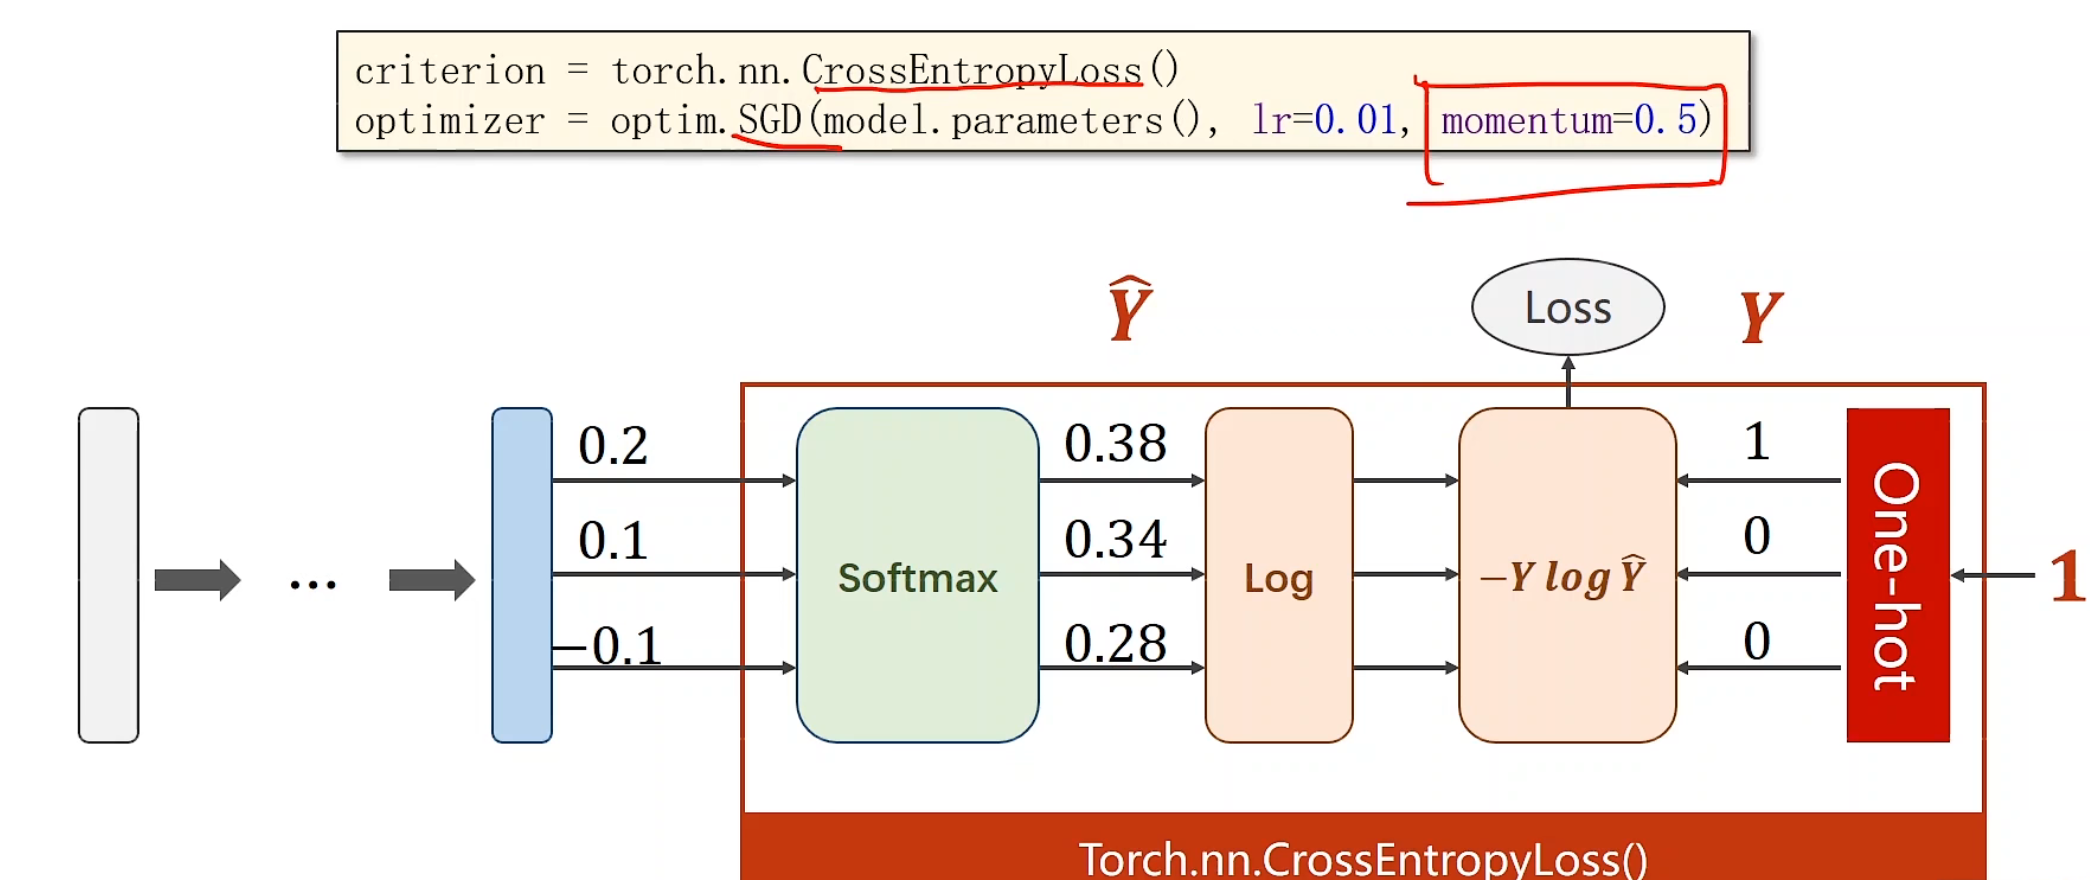 criterion = torch.nn.CrossEntropyLoss()
optimizer = optim.SGD(model.parameters(), lr=0.01, momentum=0.5)
Ŷ
Loss
Y
0.2
0.38
1
0.1
0.34
0
−0.1
0.28
0
...
Softmax
Log
−Y log Ŷ
One-hot
1
Torch.nn.CrossEntropyLoss()